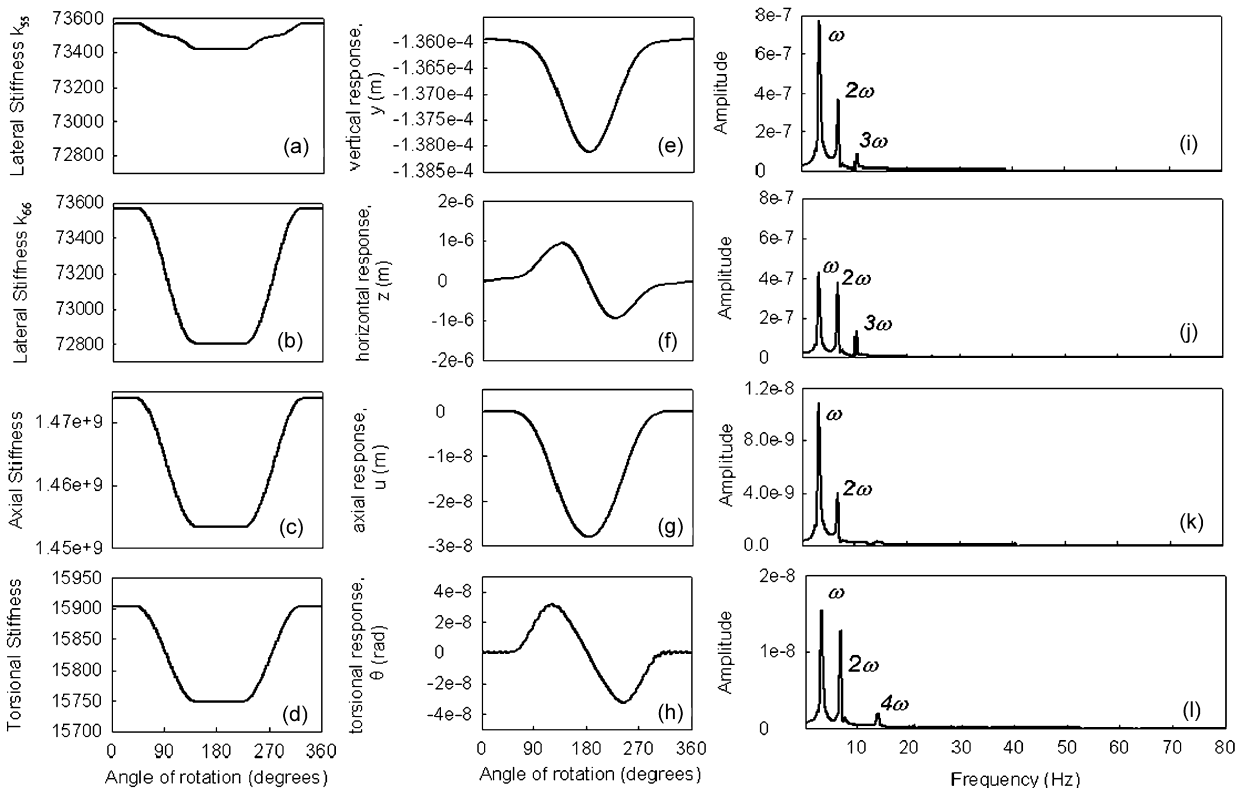 Lateral Stiffness k55
73600
73400
73200
73000
72800
(a)
vertical response,
y (m)
-1.360e-4
-1.365e-4
-1.370e-4
-1.375e-4
-1.380e-4
-1.385e-4
(e)
Amplitude
8e-7
6e-7
4e-7
2e-7
0
ω
2ω
3ω
(i)
Lateral Stiffness k66
73600
73400
73200
73000
72800
(b)
horizontal response,
z (m)
2e-6
1e-6
0
-1e-6
-2e-6
(f)
Amplitude
8e-7
6e-7
4e-7
2e-7
0
ω
2ω
3ω
(j)
Axial Stiffness
1.47e+9
1.46e+9
1.45e+9
(c)
axial response,
u (m)
0
-1e-8
-2e-8
-3e-8
(g)
Amplitude
1.2e-8
8.0e-9
4.0e-9
0.0
ω
2ω
(k)
Torsional Stiffness
15950
15900
15850
15800
15750
15700
(d)
0 90 180 270 360
Angle of rotation (degrees)
torsional response,
θ (rad)
4e-8
2e-8
0
-2e-8
-4e-8
(h)
0 90 180 270 360
Angle of rotation (degrees)
Amplitude
2e-8
1e-8
0
ω
2ω
4ω
(l)
10 20 30 40 50 60 70 80
Frequency (Hz)